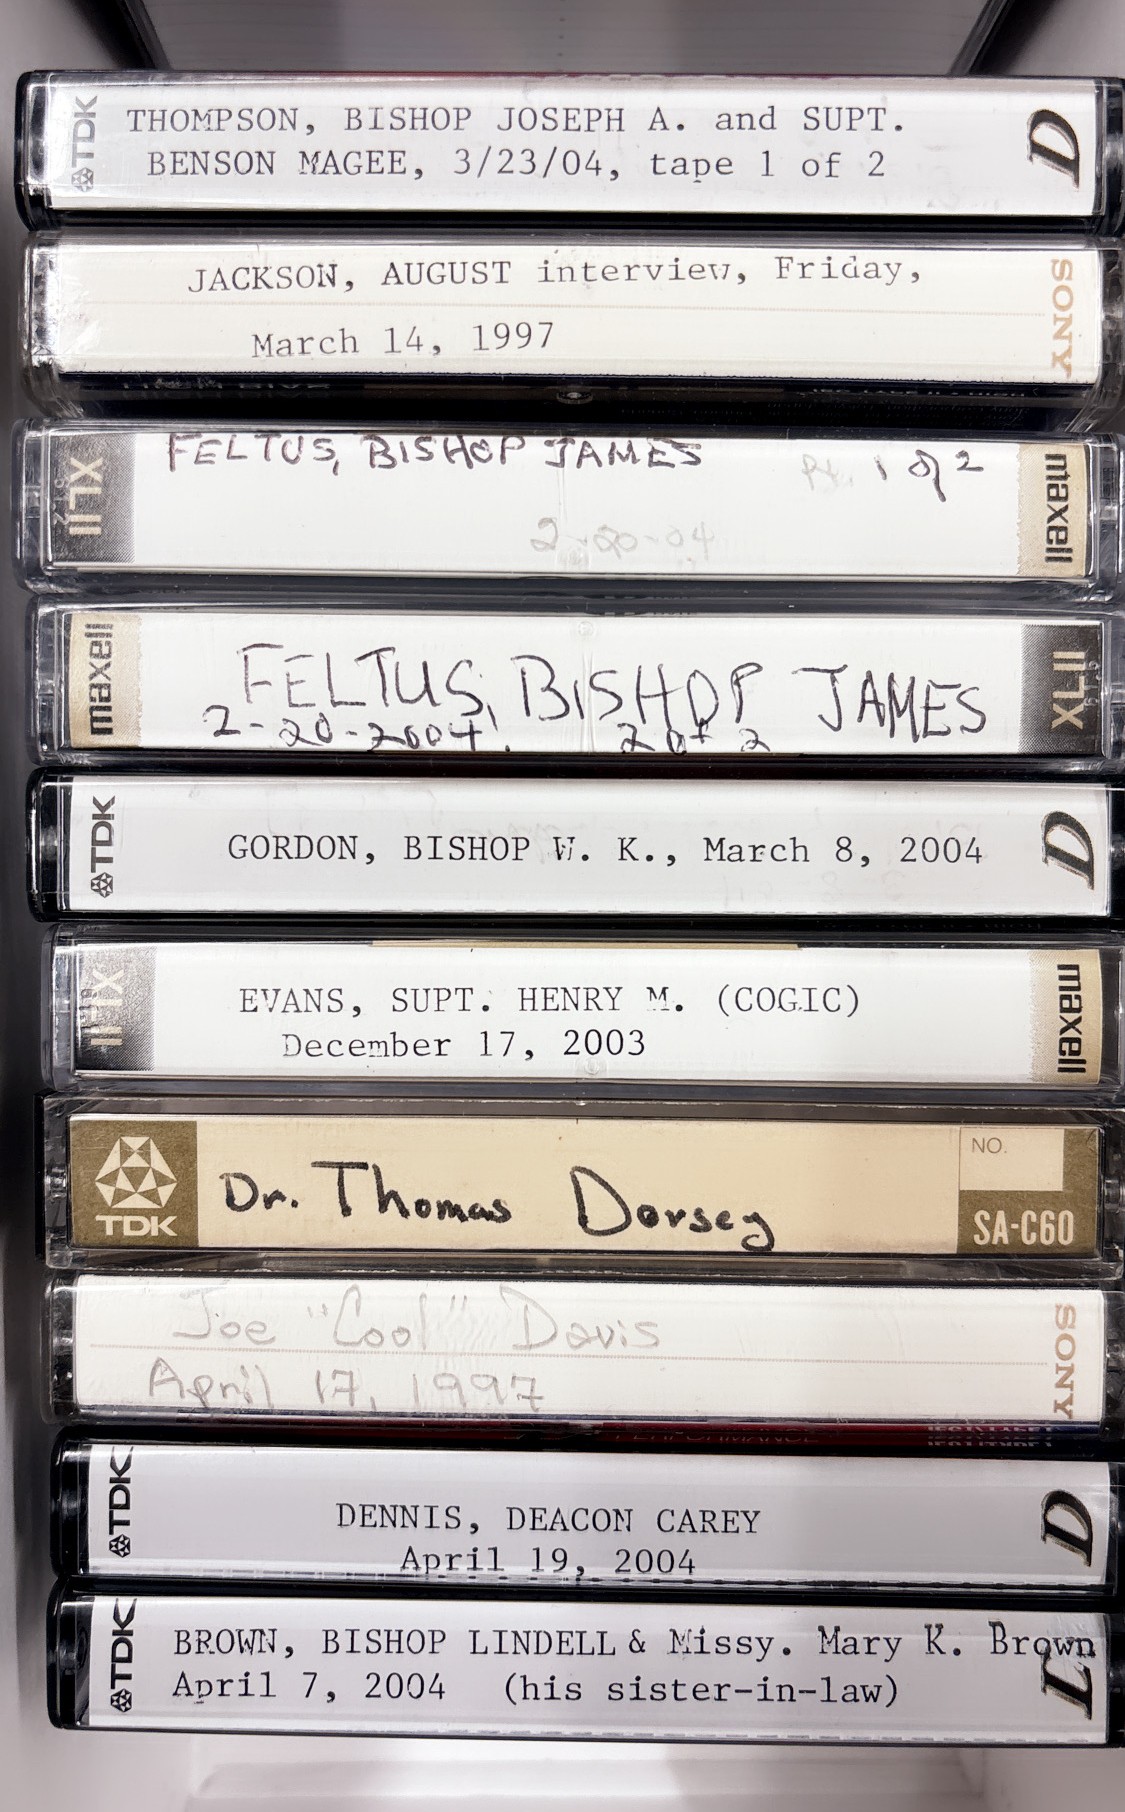 TDK
THOMPSON, BISHOP JOSEPH A. and SUPT.
BENSON MAGEE, 3/23/04, tape 1 of 2
D
JACKSON, AUGUST interview, Friday,
March 14, 1997
SONY
XLII
FELTUS, BISHOP JAMES Pt. 1 of 2
2-20-04
maxell
maxell
FELTUS, BISHOP JAMES
2-20-2004. 2 of 2
XLII
TDK
GORDON, BISHOP W. K., March 8, 2004
D
XLII
EVANS, SUPT. HENRY M. (COGIC)
December 17, 2003
maxell
TDK
Dr. Thomas Dorsey
NO.
SA-C60
Joe "Cool" Davis
April 17, 1997
SONY
TDK
DENNIS, DEACON CAREY
April 19, 2004
D
TDK
BROWN, BISHOP LINDELL & Missy. Mary K. Brown
April 7, 2004 (his sister-in-law)